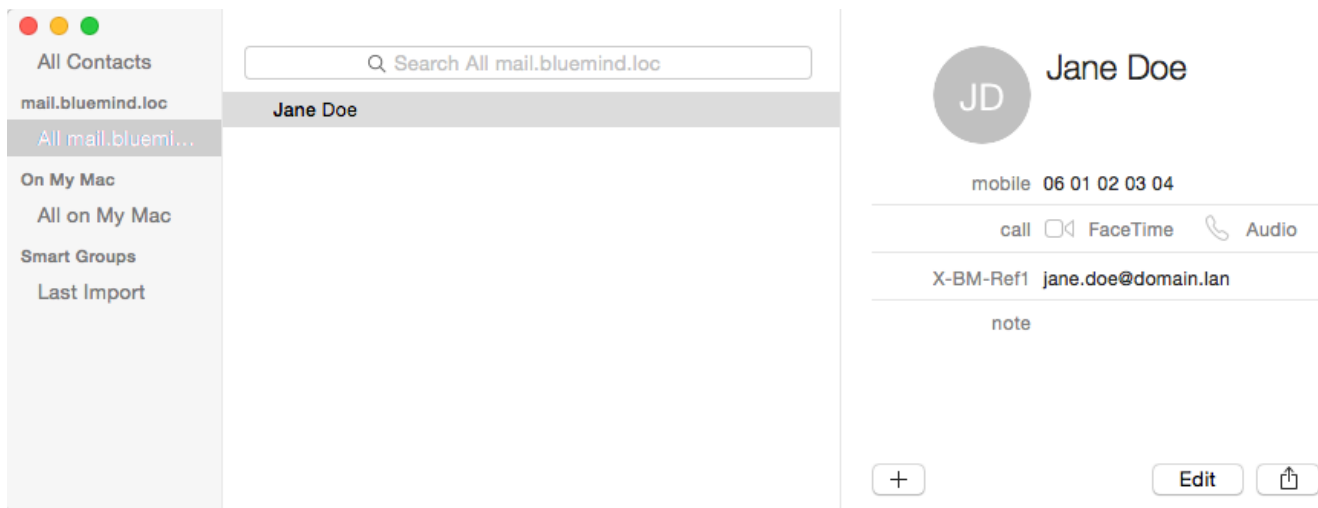 All Contacts
mail.bluemind.loc
All mail.bluemi...
On My Mac
All on My Mac
Smart Groups
Last Import
Search All mail.bluemind.loc
Jane Doe
JD
Jane Doe
mobile 06 01 02 03 04
call FaceTime Audio
X-BM-Ref1 jane.doe@domain.lan
note
+ Edit